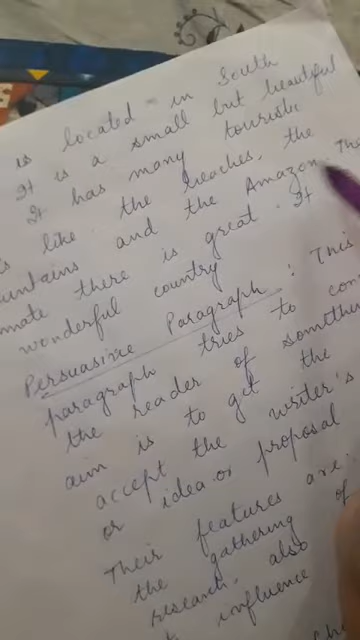 is located in South
It is a small but beautiful
It has many touristic
like the beaches, the
and the Amazon. The
mate there is great. It
wonderful country
Persuasive Paragraph: This
paragraph tries to con
the reader of somethin
aim is to get the
accept the writer's
or idea or proposal
Their features are:
the gathering of
research, also
influence